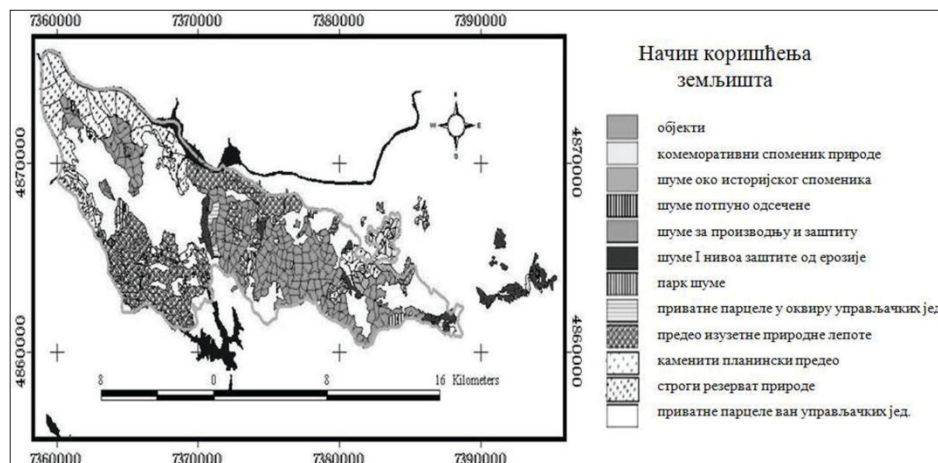 7360000 7370000 7380000 7390000
4870000 4870000
4860000 4860000
N
W E
S
8 0 8 16 Kilometers
7360000 7370000 7380000 7390000
Начин коришћења
земљишта
објекти
комеморативни споменик природе
шуме око историјског споменика
шуме потпуно одсечене
шуме за производњу и заштиту
шуме I нивоа заштите од ерозије
парк шуме
приватне парцеле у оквиру управљачких јед.
предео изузетне природне лепоте
каменити планински предео
строги резерват природе
приватне парцеле ван управљачких јед.